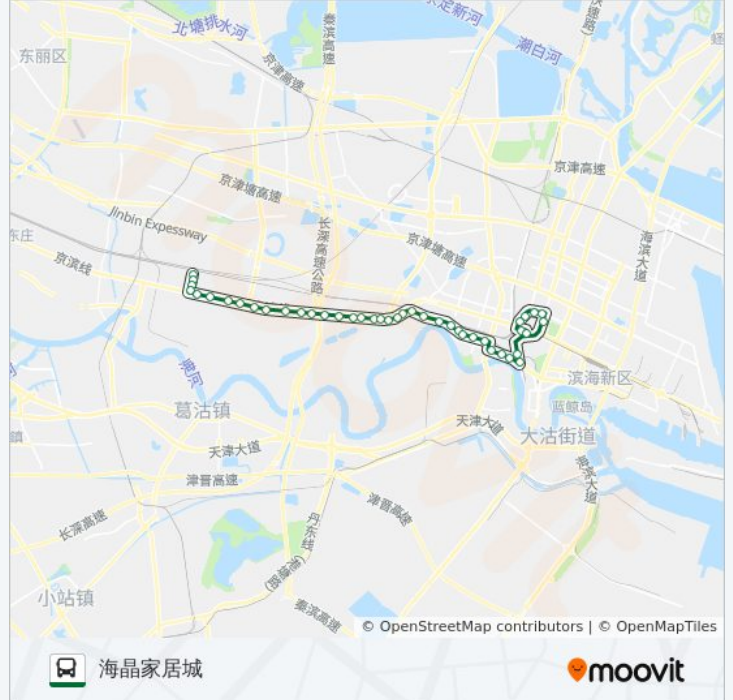 永定新河
秦滨高速
北塘排水河
潮白河
东丽区
京津高速
京津高速
京津塘高速
Jinbin Expessway
长深高速公路
东庄
京津塘高速
海滨大道
京滨线
滨海新区
葛沽镇
蓝鲸岛
天津大道
大沽街道
天津大道
津晋高速
海滨大道
津晋高速
长深高速
丹东线
小站镇
秦滨高速
© OpenStreetMap contributors | © OpenMapTiles
海晶家居城
moovit